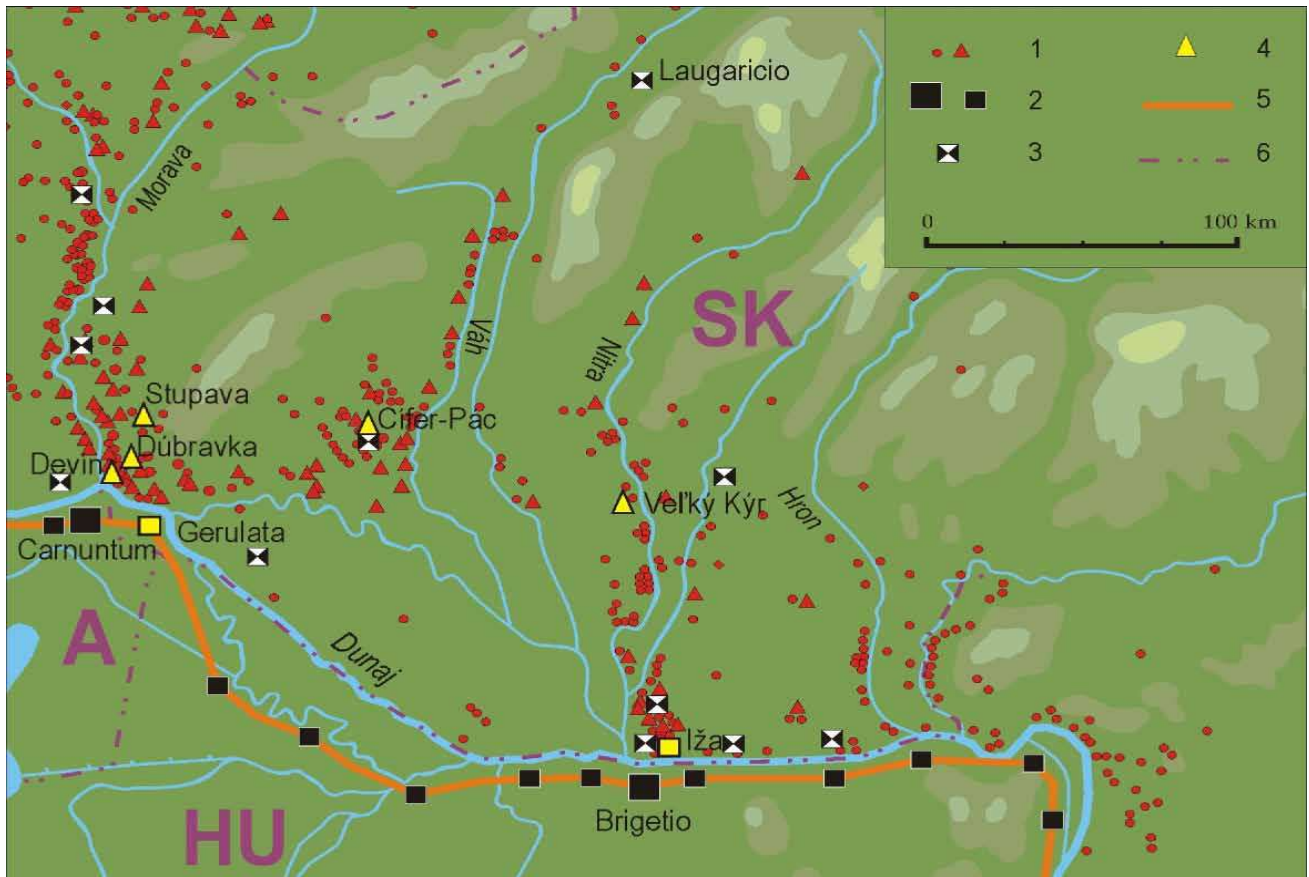 Laugaricio
Morava
Váh
Nitra
SK
Stupava
Dúbravka
Devín
Cífer-Pác
Veľký Kýr
Hron
Carnuntum
Gerulata
A
Dunaj
Iža
HU
Brigetio
1
2
3
4
5
6
0
100 km